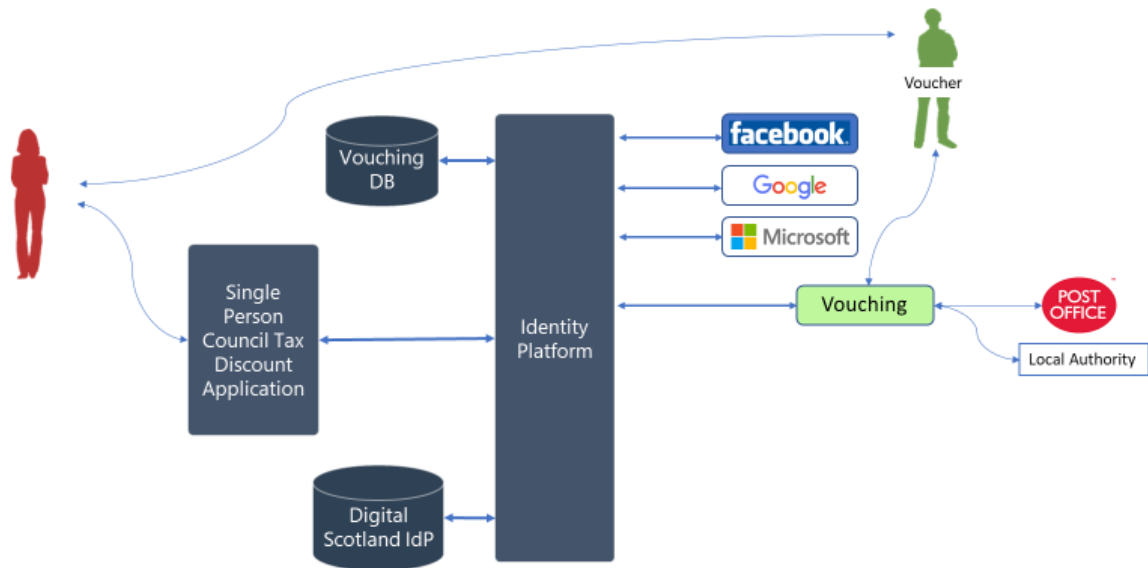 Voucher
facebook.
Vouching
DB
Google
Microsoft
Single
Person
Council Tax
Discount
Application
Identity
Platform
Vouching
POST
OFFICE
Local Authority
Digital
Scotland IdP